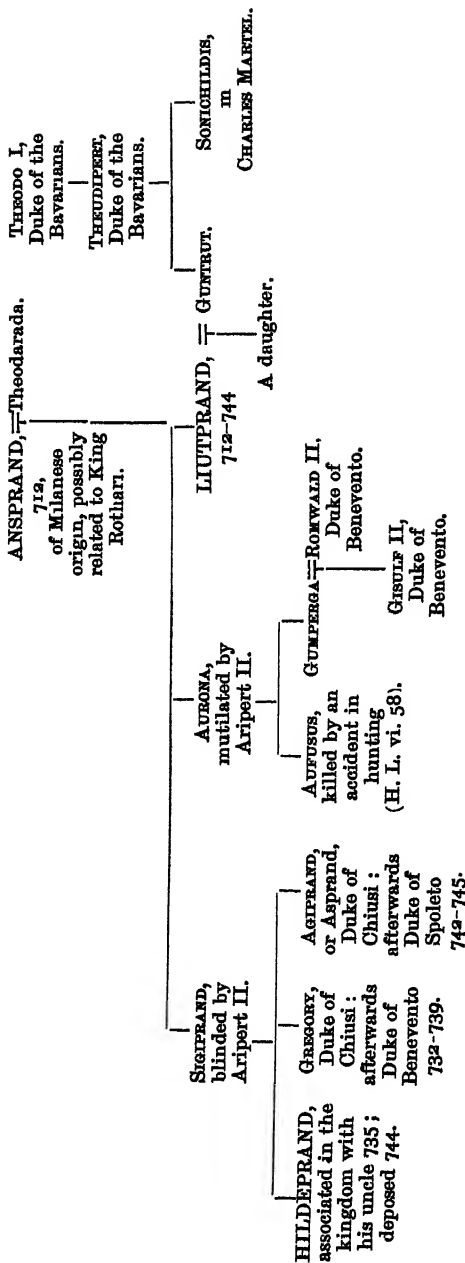 ANSPRAND,=Theodarada.
712,
of Milanese
origin, possibly
related to King
Rothari.
THEODO I,
Duke of the
Bavarians.
THEUDIPERT,
Duke of the
Bavarians.
SIGIPRAND,
blinded by
Aripert II.
AURONA,
mutilated by
Aripert II.
LIUTPRAND, = GUNTRUT.
712-744
A daughter.
SONICHILDIS,
m
CHARLES MARTEL.
HILDEPRAND,
associated in the
kingdom with
his uncle 735;
deposed 744.
GREGORY,
Duke of
Chiusi:
afterwards
Duke of
Benevento
732-739.
AGIPRAND,
or Asprand,
Duke of
Chiusi:
afterwards
Duke of
Spoleto
742-745.
AUFUSUS,
killed by an
accident in
hunting
(H. L. vi. 58).
GUMPERGA=ROMWALD II,
Duke of
Benevento.
GISULF II,
Duke of
Benevento.